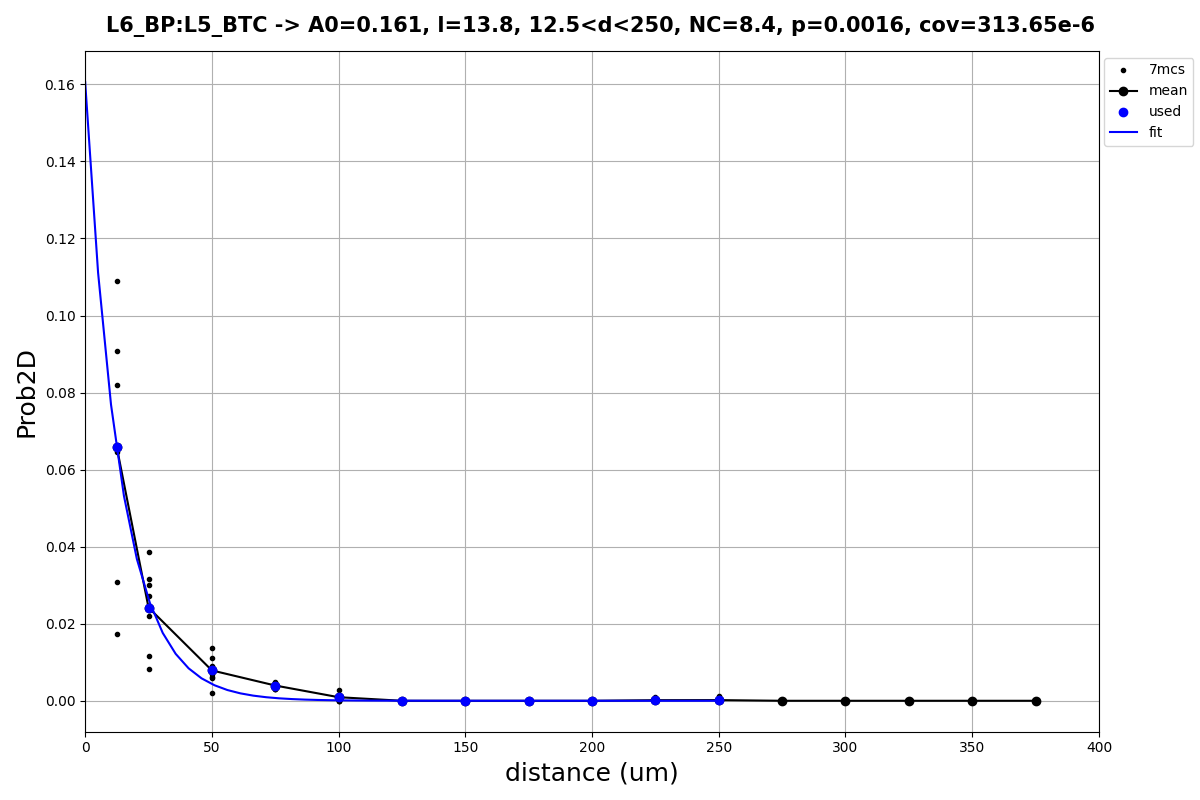 L6_BP:L5_BTC -> A0=0.161, l=13.8, 12.5<d<250, NC=8.4, p=0.0016, cov=313.65e-6
7mcs
mean
used
fit
Prob2D
0.16
0.14
0.12
0.10
0.08
0.06
0.04
0.02
0.00
0 50 100 150 200 250 300 350 400
distance (um)